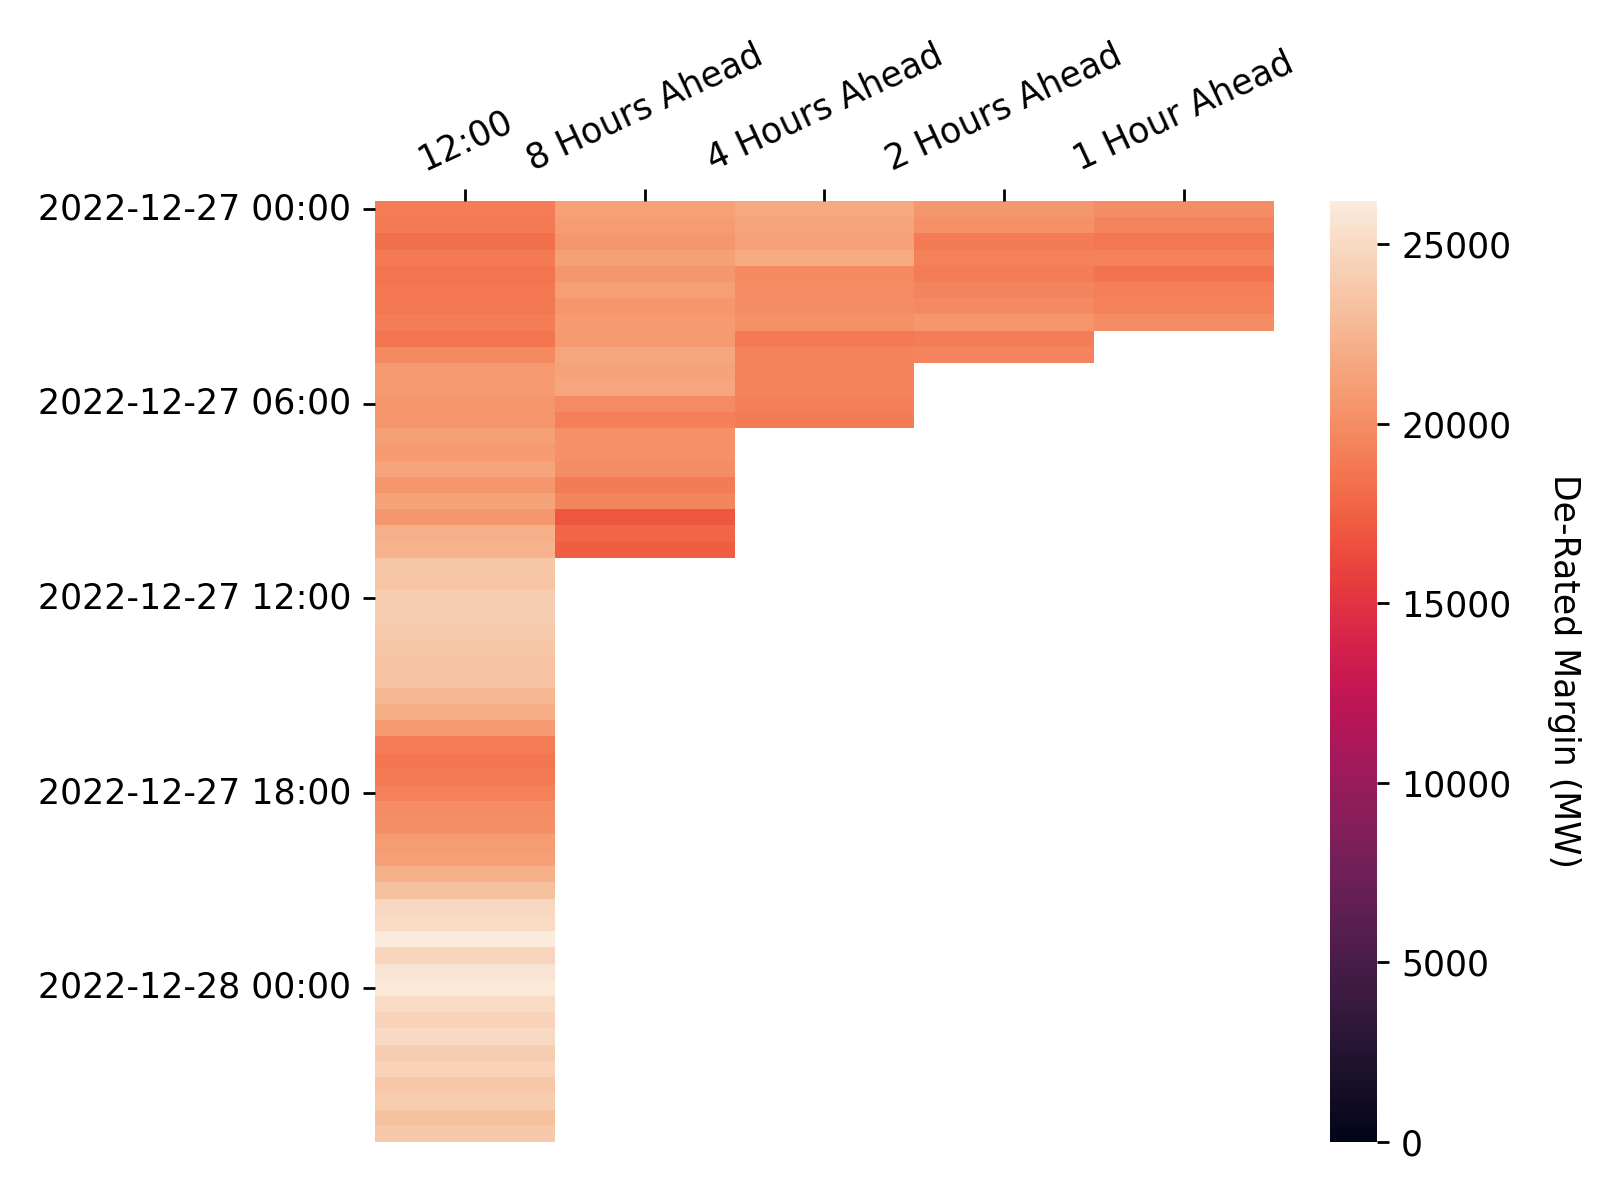 12:00
8 Hours Ahead
4 Hours Ahead
2 Hours Ahead
1 Hour Ahead
2022-12-27 00:00
2022-12-27 06:00
2022-12-27 12:00
2022-12-27 18:00
2022-12-28 00:00
25000
20000
15000
10000
5000
0
De-Rated Margin (MW)